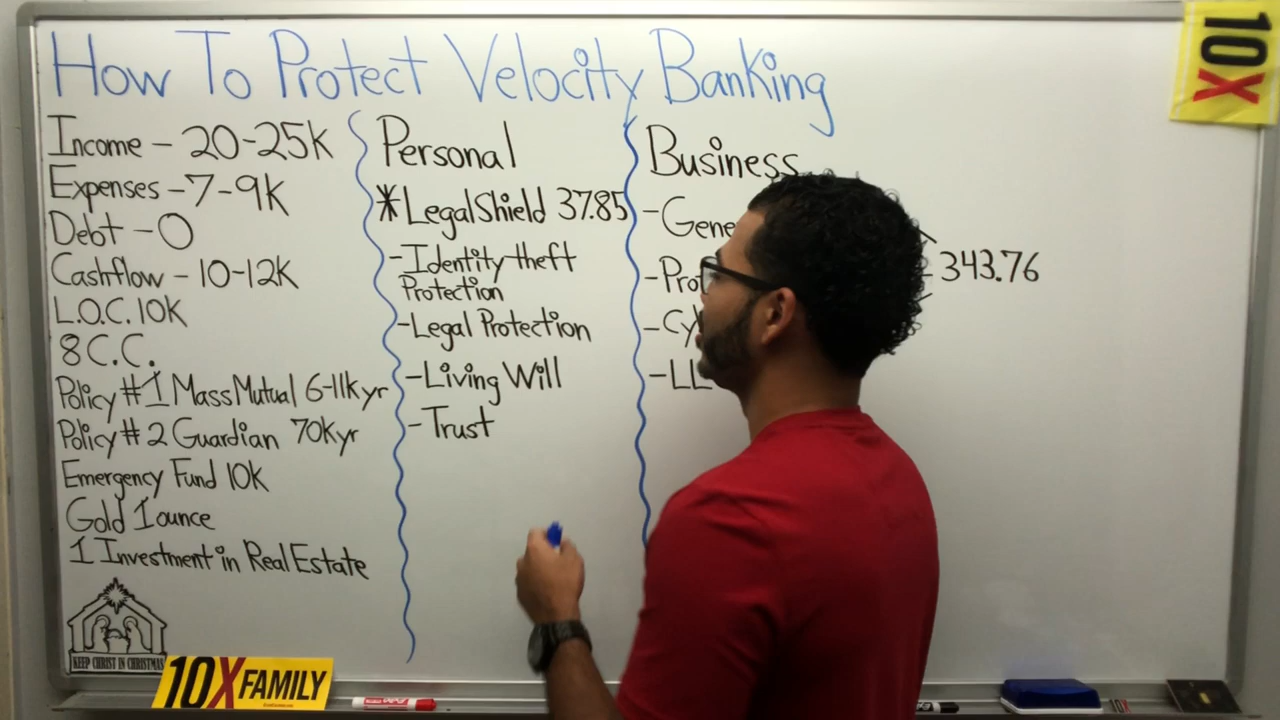 How To Protect Velocity Banking
10X
Income - 20-25K
Expenses - 7-9K
Debt - 0
Cashflow - 10-12K
L.O.C. 10K
8 C.C.
Policy # 1 MassMutual 6-11k yr
Policy # 2 Guardian 70K yr
Emergency Fund 10K
Gold 1 ounce
1 Investment in Real Estate
KEEP CHRIST IN CHRISTMAS
10XFAMILY
Personal
*LegalShield 37.85
-Identity theft
Protection
-Legal Protection
-Living Will
-Trust
Business
343.76